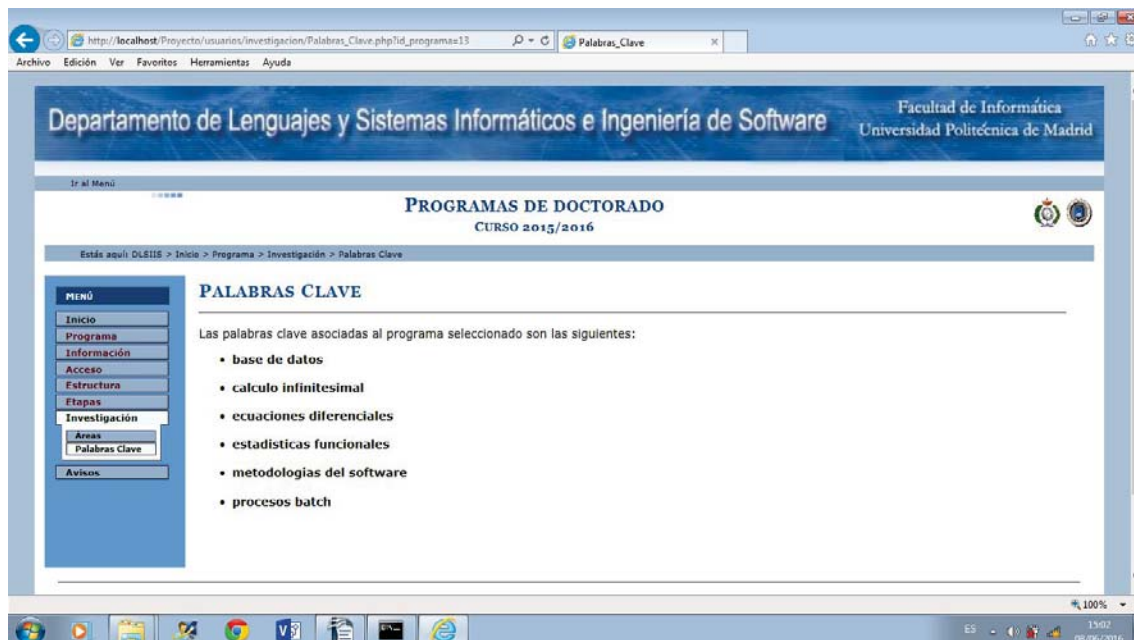 http://localhost/Proyecto/usuarios/investigacion/Palabras_Clave.php?id_programa=13
Palabras_Clave
Archivo Edición Ver Favoritos Herramientas Ayuda
Departamento de Lenguajes y Sistemas Informáticos e Ingeniería de Software
Facultad de Informática
Universidad Politécnica de Madrid
Ir al Menú
PROGRAMAS DE DOCTORADO
CURSO 2015/2016
Estás aquí: DLSIIS > Inicio > Programa > Investigación > Palabras Clave
MENÚ
Inicio
Programa
Información
Acceso
Estructura
Etapas
Investigación
Areas
Palabras Clave
Avisos
PALABRAS CLAVE
Las palabras clave asociadas al programa seleccionado son las siguientes:
• base de datos
• calculo infinitesimal
• ecuaciones diferenciales
• estadisticas funcionales
• metodologias del software
• procesos batch
100%
ES
15:02
08/06/2016